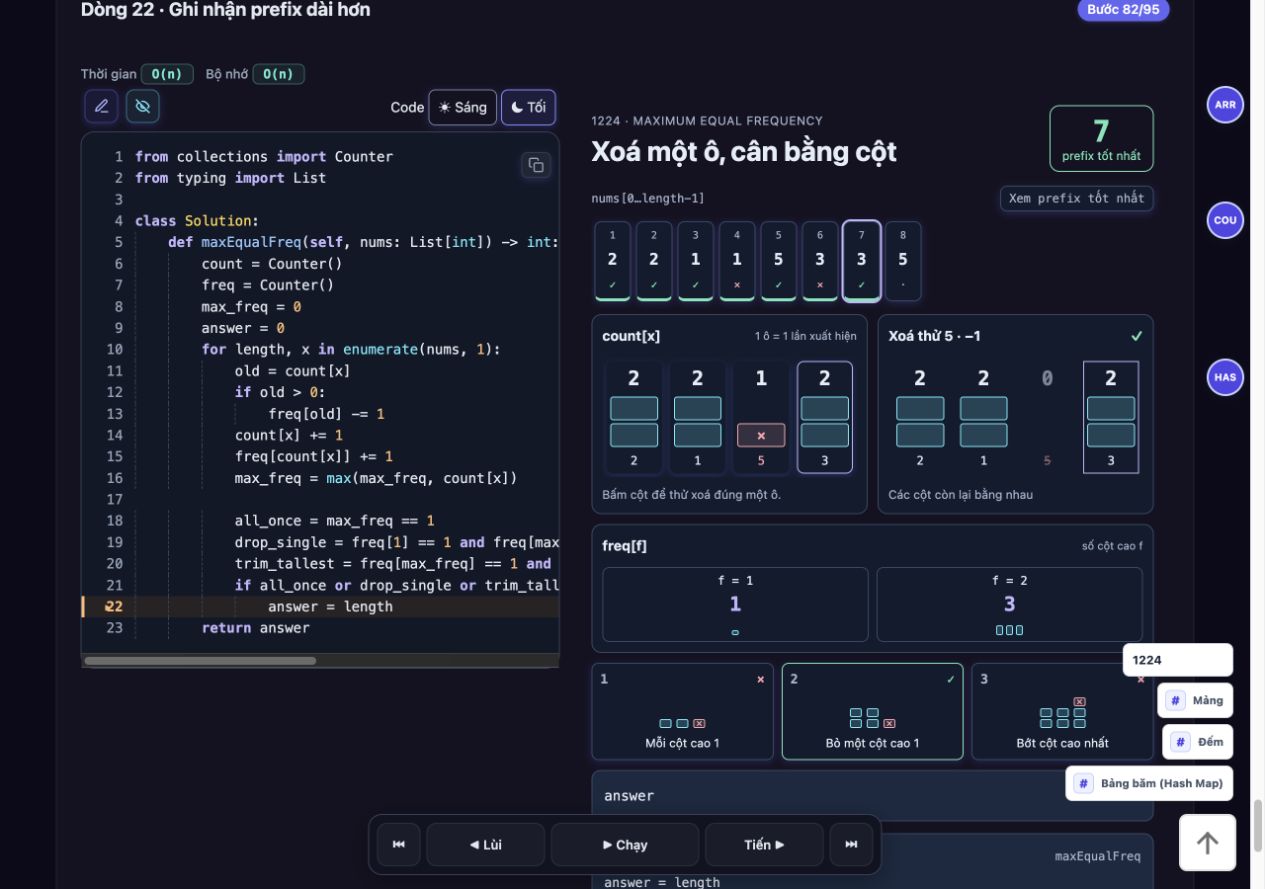 Dòng 22 · Ghi nhận prefix dài hơn
Bước 82/95
Thời gian O(n) Bộ nhớ O(n)
Code ☀ Sáng Tối
1 from collections import Counter
2 from typing import List
3
4 class Solution:
5 def maxEqualFreq(self, nums: List[int]) -> int:
6 count = Counter()
7 freq = Counter()
8 max_freq = 0
9 answer = 0
10 for length, x in enumerate(nums, 1):
11 old = count[x]
12 if old > 0:
13 freq[old] -= 1
14 count[x] += 1
15 freq[count[x]] += 1
16 max_freq = max(max_freq, count[x])
17
18 all_once = max_freq == 1
19 drop_single = freq[1] == 1 and freq[max
20 trim_tallest = freq[max_freq] == 1 and
21 if all_once or drop_single or trim_tall
22 answer = length
23 return answer
1224 · MAXIMUM EQUAL FREQUENCY
Xoá một ô, cân bằng cột
7
prefix tốt nhất
nums[0…length-1]
Xem prefix tốt nhất
1 2 3 4 5 6 7 8
2 2 1 1 5 3 3 5
✓ ✓ ✓ × ✓ × ✓ ·
count[x] 1 ô = 1 lần xuất hiện
2 2 1 2
×
2 1 5 3
Bấm cột để thử xoá đúng một ô.
Xoá thử 5 · −1 ✓
2 2 0 2
2 1 5 3
Các cột còn lại bằng nhau
freq[f] số cột cao f
f = 1
1
f = 2
3
1 ×
×
Mỗi cột cao 1
2 ✓
×
Bỏ một cột cao 1
3 ×
×
Bớt cột cao nhất
answer
maxEqualFreq
answer = length
⏮ ◀ Lùi ▶ Chạy Tiến ▶ ⏭
ARR
COU
HAS
1224
# Mảng
# Đếm
# Bảng băm (Hash Map)